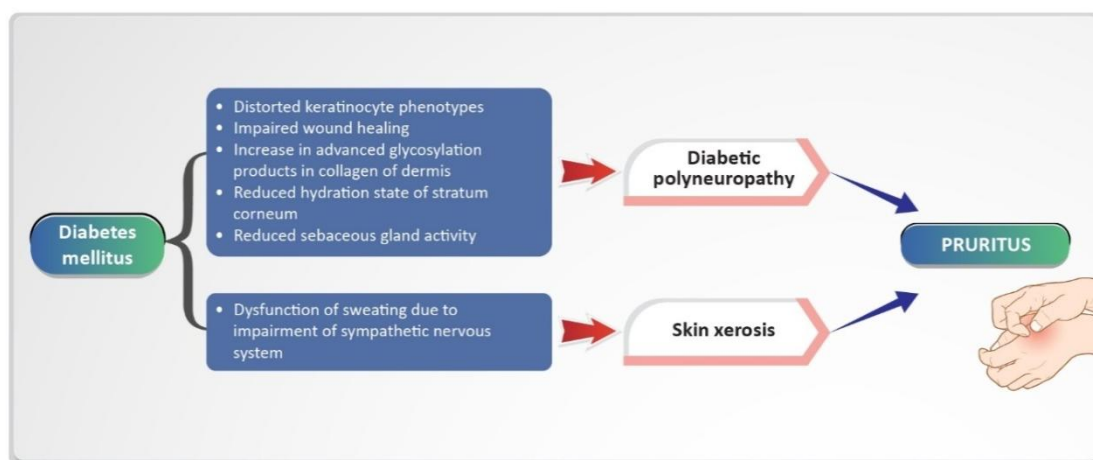 Diabetes
mellitus
• Distorted keratinocyte phenotypes
• Impaired wound healing
• Increase in advanced glycosylation
products in collagen of dermis
• Reduced hydration state of stratum
corneum
• Reduced sebaceous gland activity
• Dysfunction of sweating due to
impairment of sympathetic nervous
system
Diabetic
polyneuropathy
Skin xerosis
PRURITUS